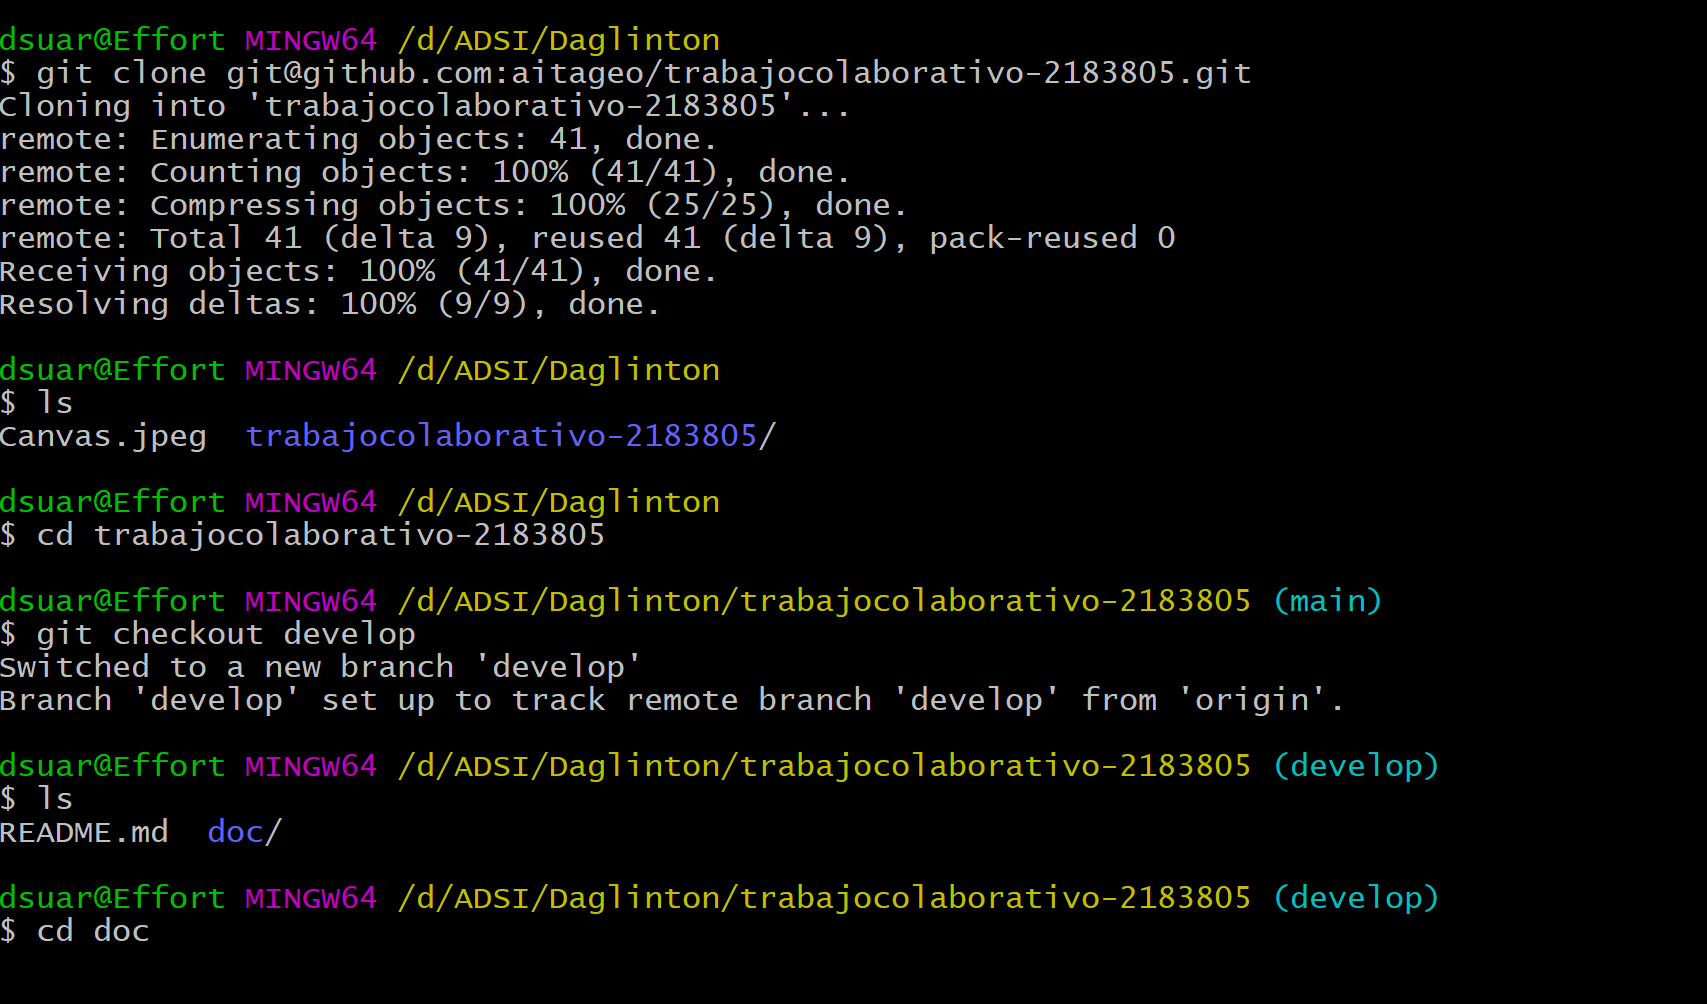 dsuar@Effort MINGW64 /d/ADSI/Daglinton
$ git clone git@github.com:aitageo/trabajocolaborativo-2183805.git
Cloning into 'trabajocolaborativo-2183805'...
remote: Enumerating objects: 41, done.
remote: Counting objects: 100% (41/41), done.
remote: Compressing objects: 100% (25/25), done.
remote: Total 41 (delta 9), reused 41 (delta 9), pack-reused 0
Receiving objects: 100% (41/41), done.
Resolving deltas: 100% (9/9), done.
dsuar@Effort MINGW64 /d/ADSI/Daglinton
$ ls
Canvas.jpeg  trabajocolaborativo-2183805/
dsuar@Effort MINGW64 /d/ADSI/Daglinton
$ cd trabajocolaborativo-2183805
dsuar@Effort MINGW64 /d/ADSI/Daglinton/trabajocolaborativo-2183805 (main)
$ git checkout develop
Switched to a new branch 'develop'
Branch 'develop' set up to track remote branch 'develop' from 'origin'.
dsuar@Effort MINGW64 /d/ADSI/Daglinton/trabajocolaborativo-2183805 (develop)
$ ls
README.md  doc/
dsuar@Effort MINGW64 /d/ADSI/Daglinton/trabajocolaborativo-2183805 (develop)
$ cd doc